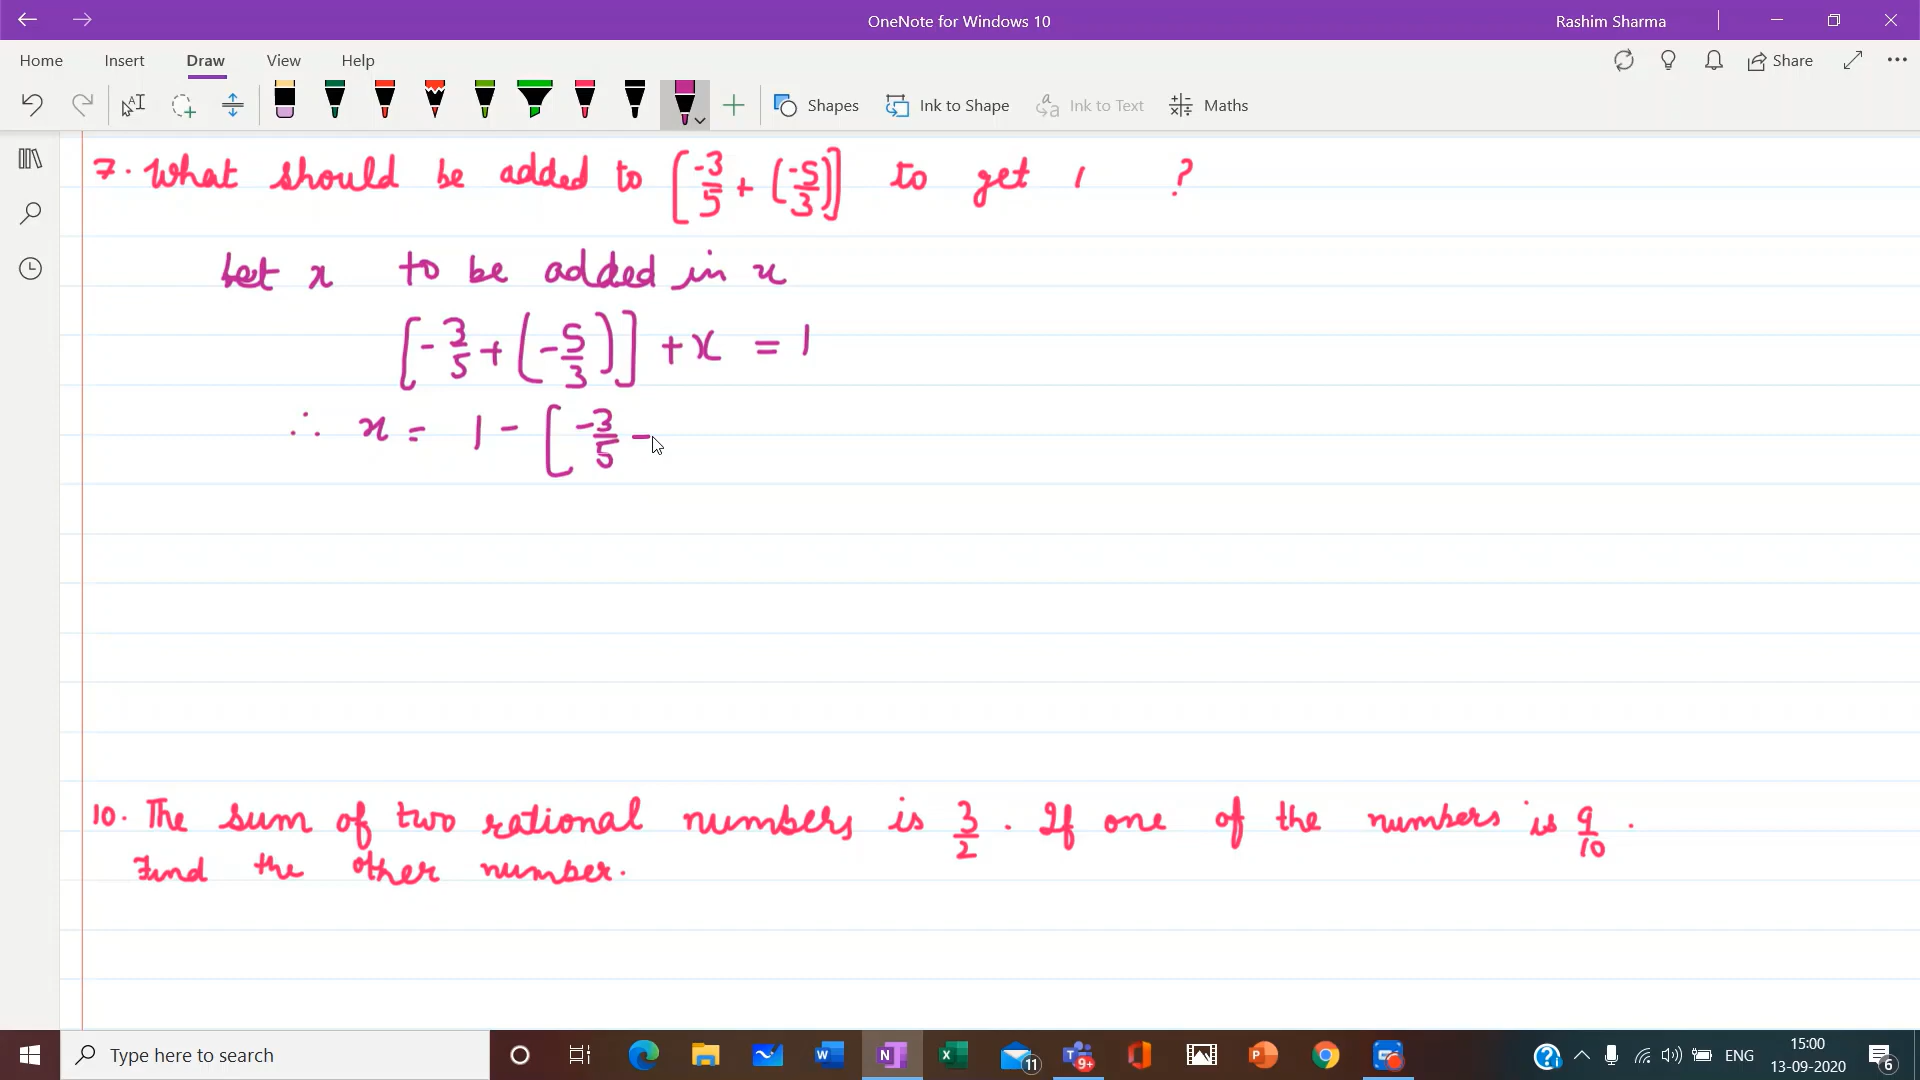 OneNote for Windows 10
Rashim Sharma
Home Insert Draw View Help
Share
Shapes Ink to Shape Ink to Text Maths
7. What should be added to [-3/5 + (-5/3)] to get 1 ?
Let x to be added in x
[-3/5 + (-5/3)] + x = 1
∴ x = 1 - [-3/5 -
10. The sum of two rational numbers is 3/2 . If one of the numbers is 9/10 .
Find the other number.
Type here to search
11
9+
ENG
15:00
13-09-2020
6